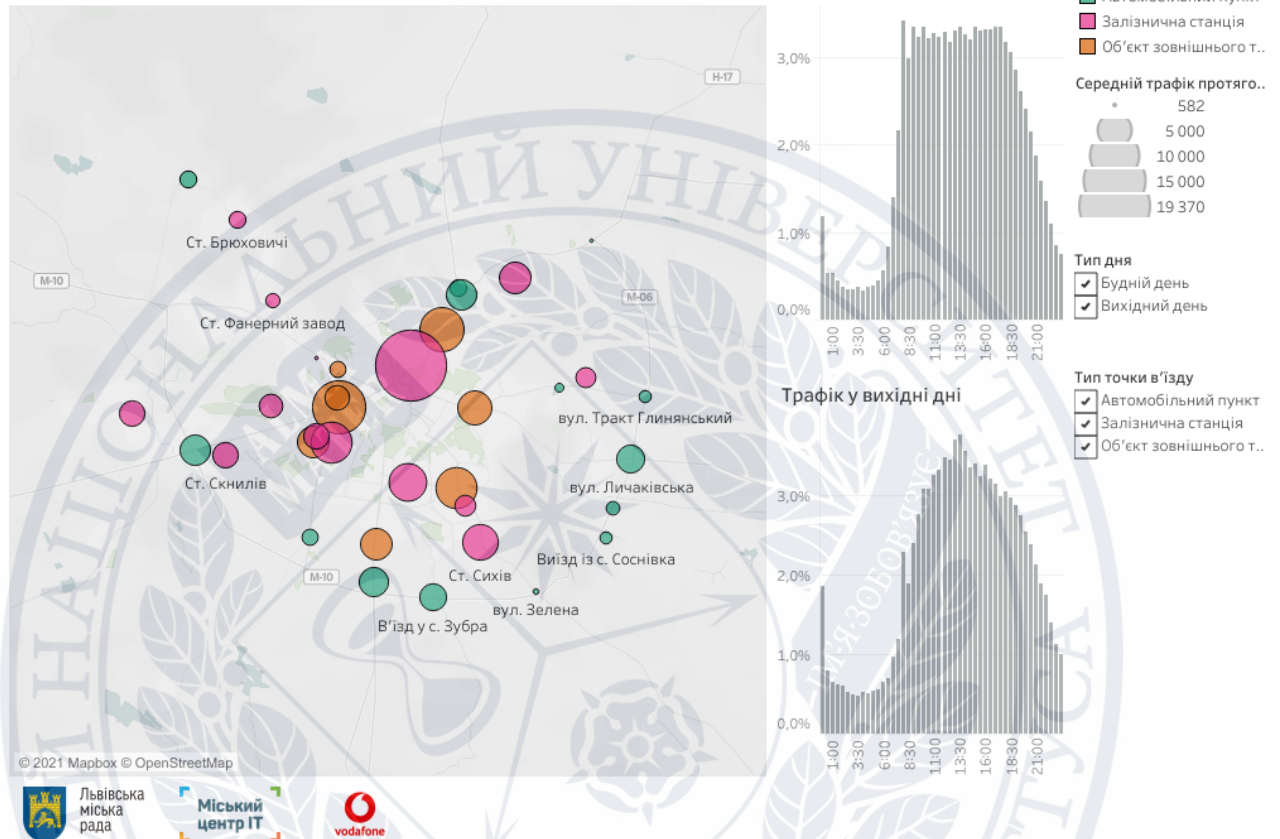 Автомобільний пункт
Залізнична станція
Об'єкт зовнішнього т..
Середній трафік протяго..
582
5 000
10 000
15 000
19 370
Тип дня
Будній день
Вихідний день
Тип точки в'їзду
Автомобільний пункт
Залізнична станція
Об'єкт зовнішнього т..
H-17
M-10
M-06
Ст. Брюховичі
Ст. Фанерний завод
вул. Тракт Глинянський
Ст. Скнилів
вул. Личаківська
Виїзд із с. Соснівка
M-10
Ст. Сихів
вул. Зелена
В'їзд у с. Зубра
© 2021 Mapbox © OpenStreetMap
3,0%
2,0%
1,0%
0,0%
1:00 3:30 6:00 8:30 11:00 13:30 16:00 18:30 21:00
Трафік у вихідні дні
3,0%
2,0%
1,0%
0,0%
1:00 3:30 6:00 8:30 11:00 13:30 16:00 18:30 21:00
Львівська
міська
рада
Міський
центр ІТ
vodafone
НАЦІОНАЛЬНИЙ УНІВЕРСИТЕТ